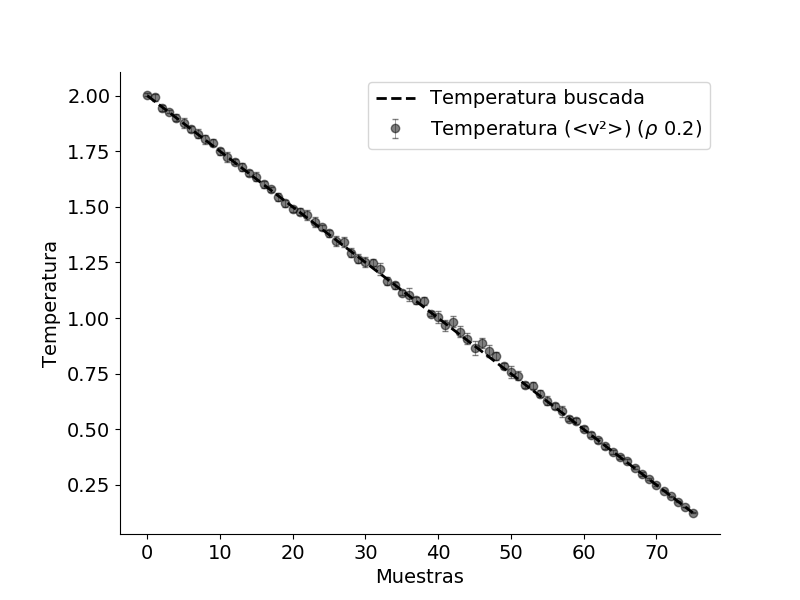 Temperatura buscada
Temperatura (<v²>) (ρ 0.2)
2.00
1.75
1.50
1.25
1.00
0.75
0.50
0.25
Temperatura
0 10 20 30 40 50 60 70
Muestras